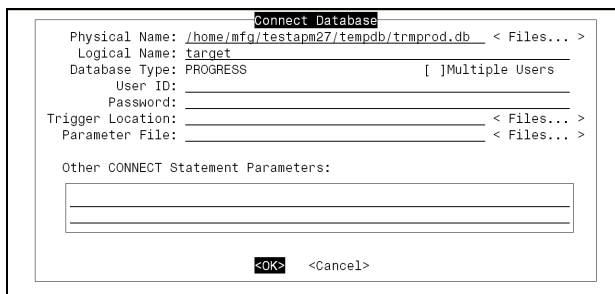 Connect Database
Physical Name: /home/mfg/testapm27/tempdb/trmprod.db < Files... >
Logical Name: target
Database Type: PROGRESS [ ]Multiple Users
User ID:
Password:
Trigger Location: < Files... >
Parameter File: < Files... >
Other CONNECT Statement Parameters:
<OK> <Cancel>